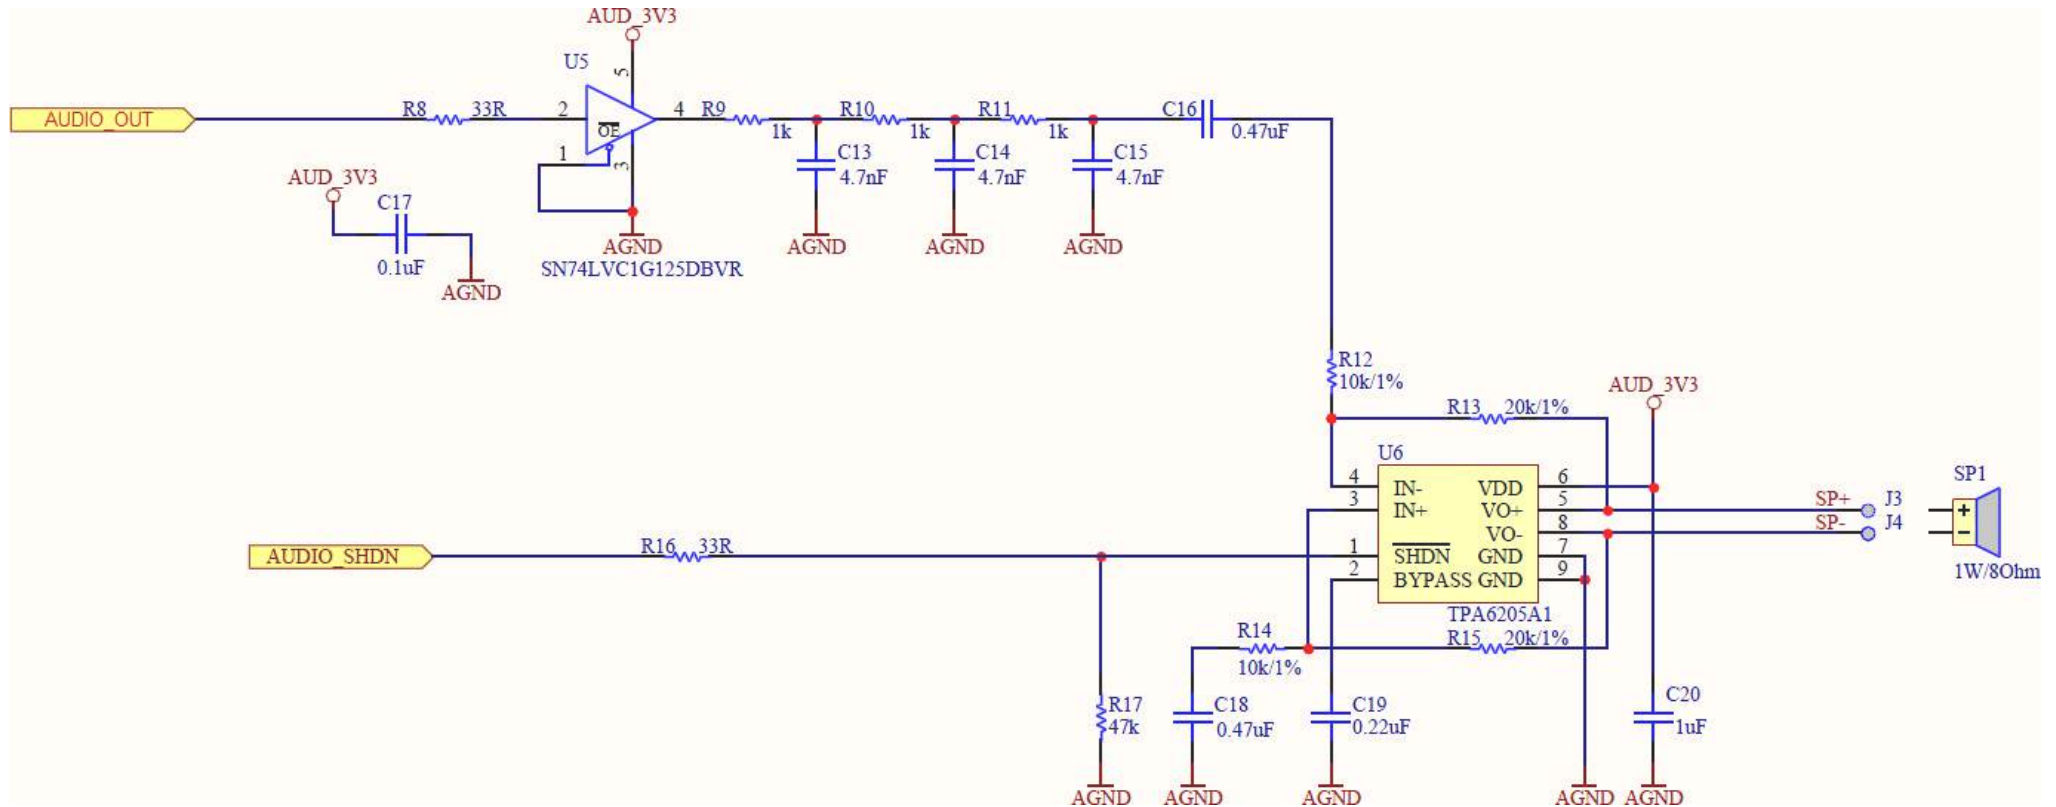 AUD_3V3
U5
5
AUDIO_OUT
R8 33R
2
OE
4
R9
1k
R10
1k
R11
1k
C16
0.47uF
1
3
C13
4.7nF
C14
4.7nF
C15
4.7nF
AUD_3V3
C17
0.1uF
AGND
AGND
AGND
AGND
AGND
SN74LVC1G125DBVR
R12
10k/1%
AUD_3V3
R13 20k/1%
U6
4 IN- VDD 6
3 IN+ VO+ 5
VO- 8
1 SHDN GND 7
2 BYPASS GND 9
TPA6205A1
SP+ J3
SP- J4
SP1
+
-
1W/8Ohm
AUDIO_SHDN
R16 33R
R14
10k/1%
R15 20k/1%
R17
47k
C18
0.47uF
C19
0.22uF
C20
1uF
AGND AGND AGND AGND AGND